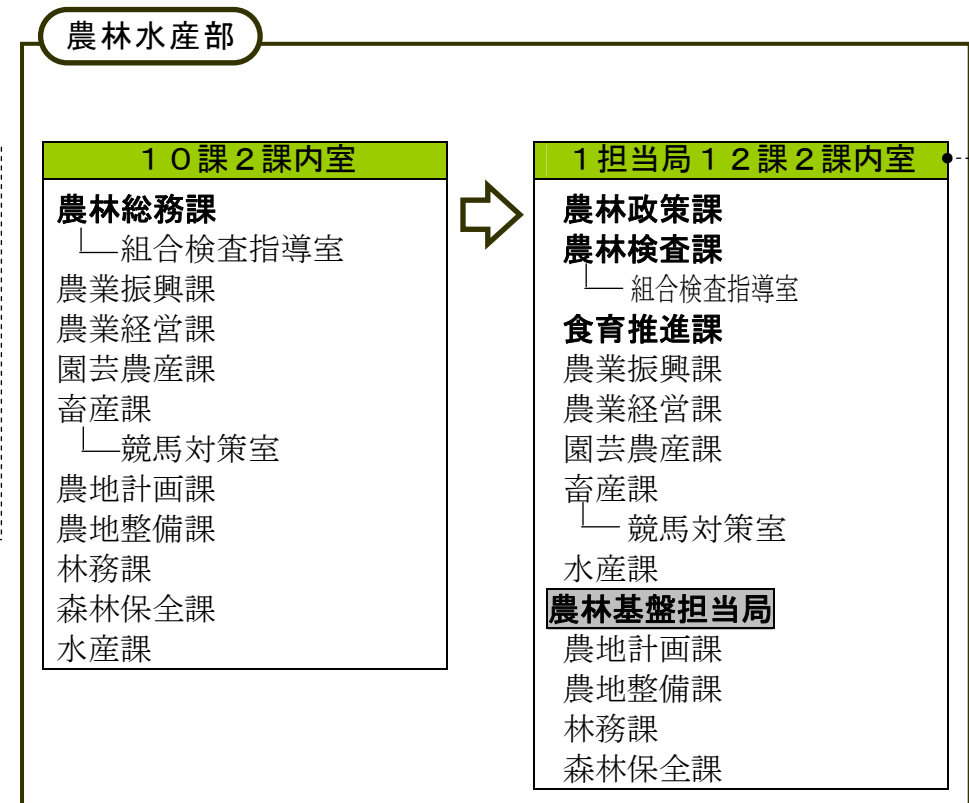 農林水産部
１０課２課内室
農林総務課
組合検査指導室
農業振興課
農業経営課
園芸農産課
畜産課
競馬対策室
農地計画課
農地整備課
林務課
森林保全課
水産課
１担当局１２課２課内室
農林政策課
農林検査課
組合検査指導室
食育推進課
農業振興課
農業経営課
園芸農産課
畜産課
競馬対策室
水産課
農林基盤担当局
農地計画課
農地整備課
林務課
森林保全課